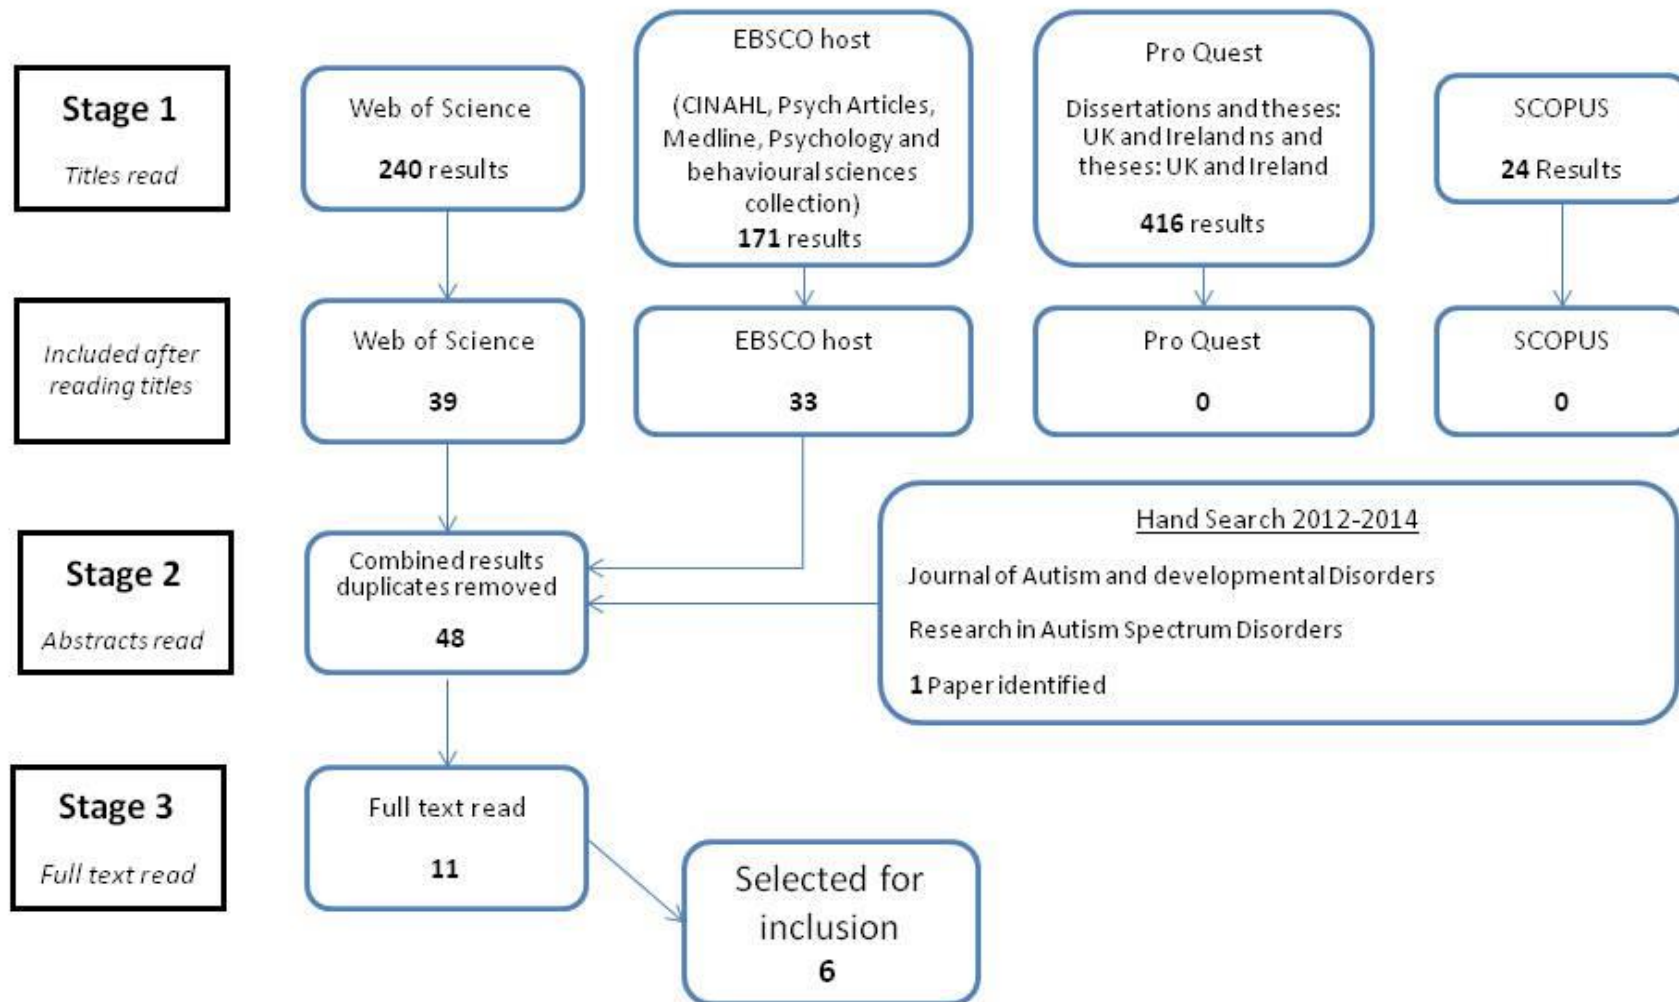 Stage 1
Titles read
Web of Science
240 results
EBSCO host
(CINAHL, Psych Articles,
Medline, Psychology and
behavioural sciences
collection)
171 results
Pro Quest
Dissertations and theses:
UK and Ireland ns and
theses: UK and Ireland
416 results
SCOPUS
24 Results
Included after
reading titles
Web of Science
39
EBSCO host
33
Pro Quest
0
SCOPUS
0
Stage 2
Abstracts read
Combined results
duplicates removed
48
Hand Search 2012-2014
Journal of Autism and developmental Disorders
Research in Autism Spectrum Disorders
1 Paper identified
Stage 3
Full text read
Full text read
11
Selected for
inclusion
6